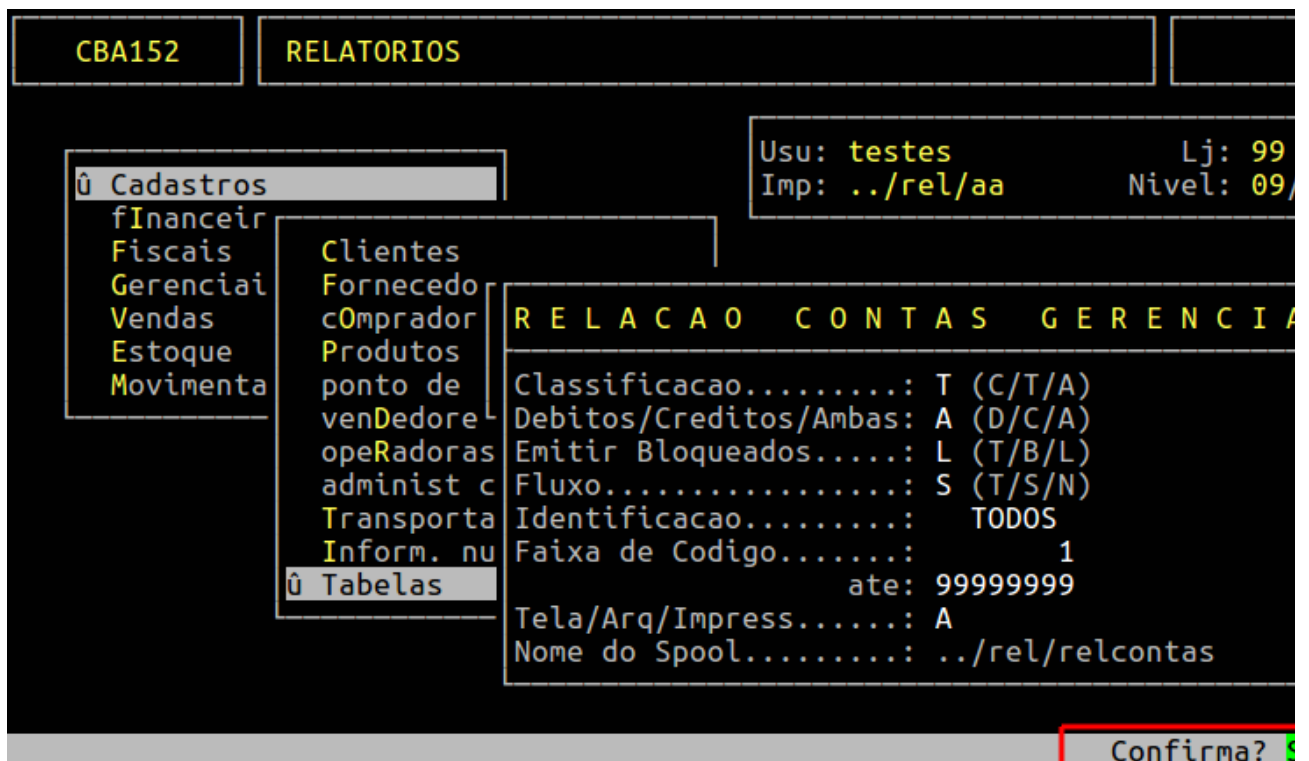 CBA152 RELATORIOS
Usu: testes Lj: 99
û Cadastros Imp: ../rel/aa Nivel: 09/
fInanceir
Fiscais Clientes
Gerenciai Fornecedo
Vendas cOmprador R E L A C A O C O N T A S G E R E N C I A
Estoque Produtos
Movimenta ponto de Classificacao.........: T (C/T/A)
venDedore Debitos/Creditos/Ambas: A (D/C/A)
opeRadoras Emitir Bloqueados.....: L (T/B/L)
administ c Fluxo.................: S (T/S/N)
Transporta Identificacao.........: TODOS
Inform. nu Faixa de Codigo.......: 1
û Tabelas ate: 99999999
Tela/Arq/Impress......: A
Nome do Spool.........: ../rel/relcontas
Confirma? S